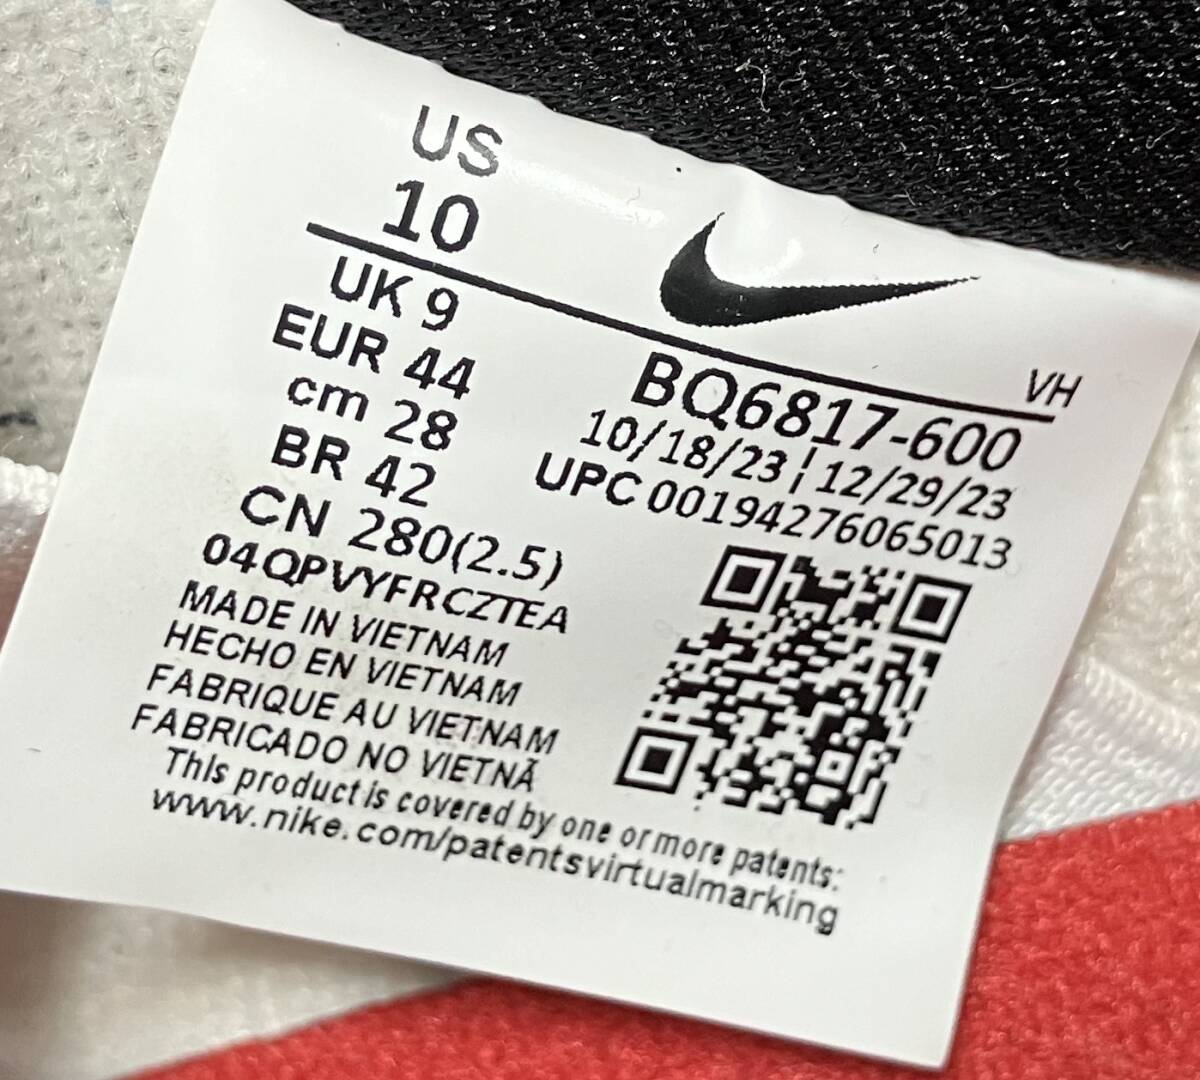 US
10
UK 9
EUR 44
cm 28
BR 42
CN 280(2.5)
04QPVYFRCZTEA
MADE IN VIETNAM
HECHO EN VIETNAM
FABRIQUE AU VIETNAM
FABRICADO NO VIETNÃ
This product is covered by one or more patents:
www.nike.com/patentsvirtualmarking
VH
BQ6817-600
10/18/23¦12/29/23
UPC 00194276065013